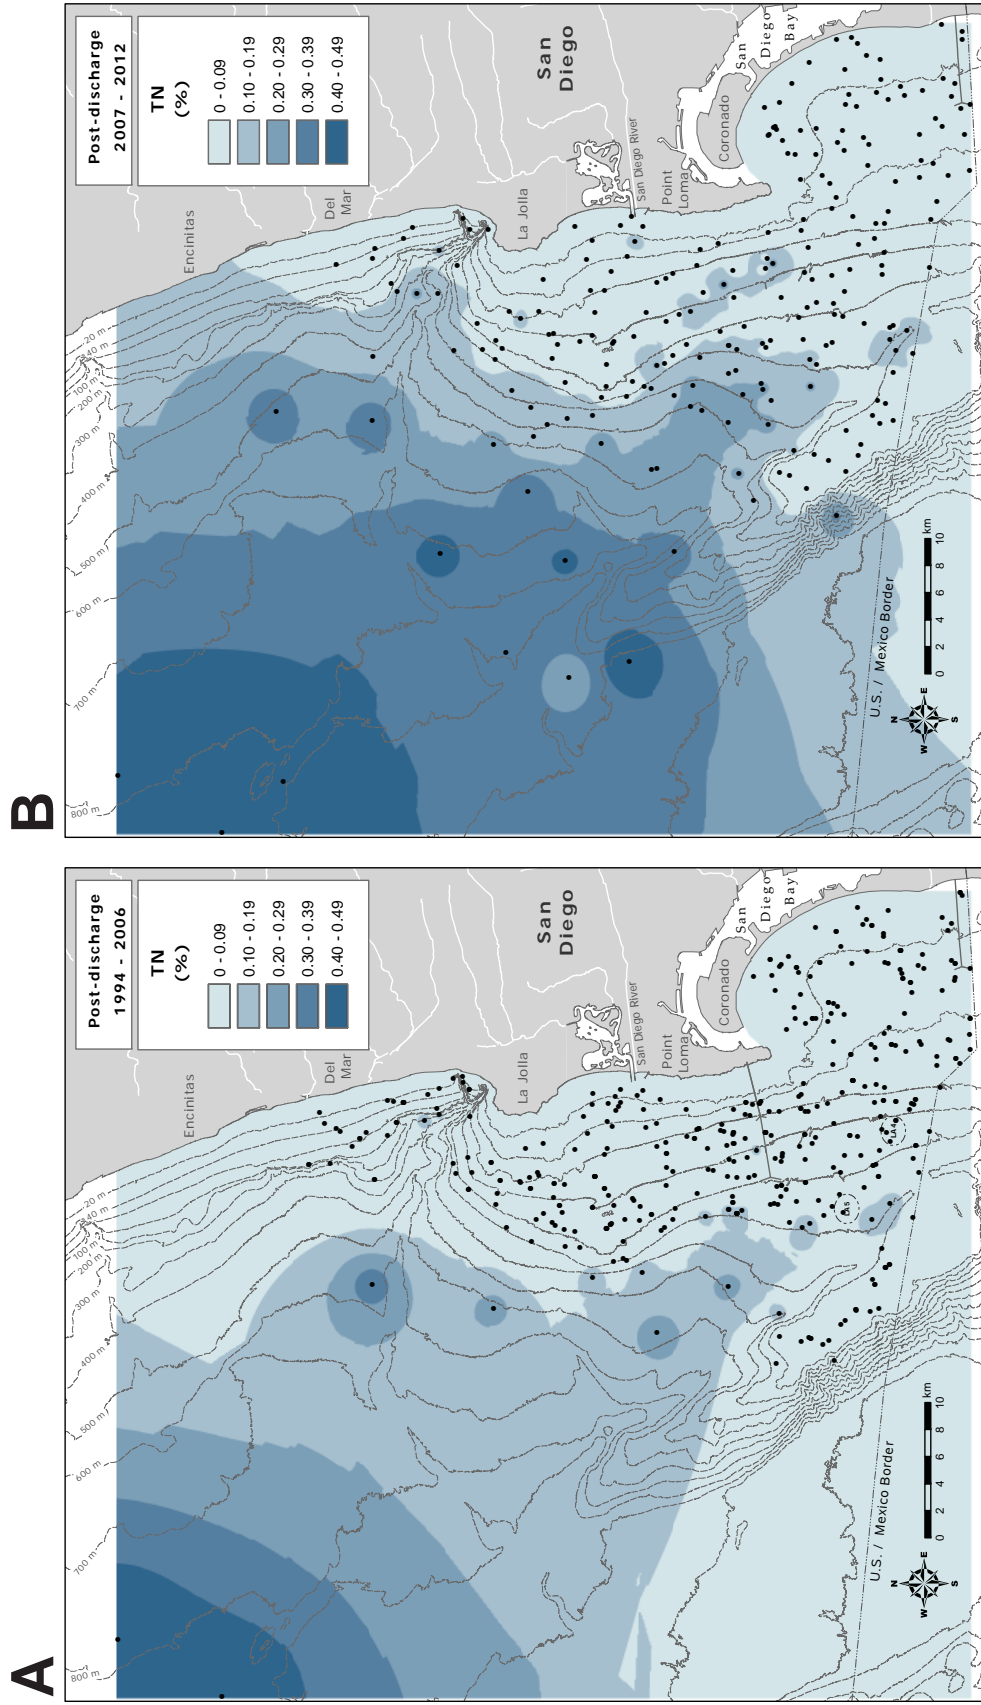 A
Post-discharge
1994 - 2006
TN
(%)
0 - 0.09
0.10 - 0.19
0.20 - 0.29
0.30 - 0.39
0.40 - 0.49
Encinitas
Del
Mar
La Jolla
San
Diego
San Diego River
Point
Loma
Coronado
San
Diego
Bay
20 m
40 m
100 m
200 m
300 m
400 m
500 m
600 m
700 m
800 m
LA-5
LA-4
U.S. / Mexico Border
N
E
S
W
0 2 4 6 8 10
km
B
Post-discharge
2007 - 2012
TN
(%)
0 - 0.09
0.10 - 0.19
0.20 - 0.29
0.30 - 0.39
0.40 - 0.49
Encinitas
Del
Mar
La Jolla
San
Diego
San Diego River
Point
Loma
Coronado
San
Diego
Bay
20 m
40 m
100 m
200 m
300 m
400 m
500 m
600 m
700 m
800 m
U.S. / Mexico Border
N
E
S
W
0 2 4 6 8 10
km